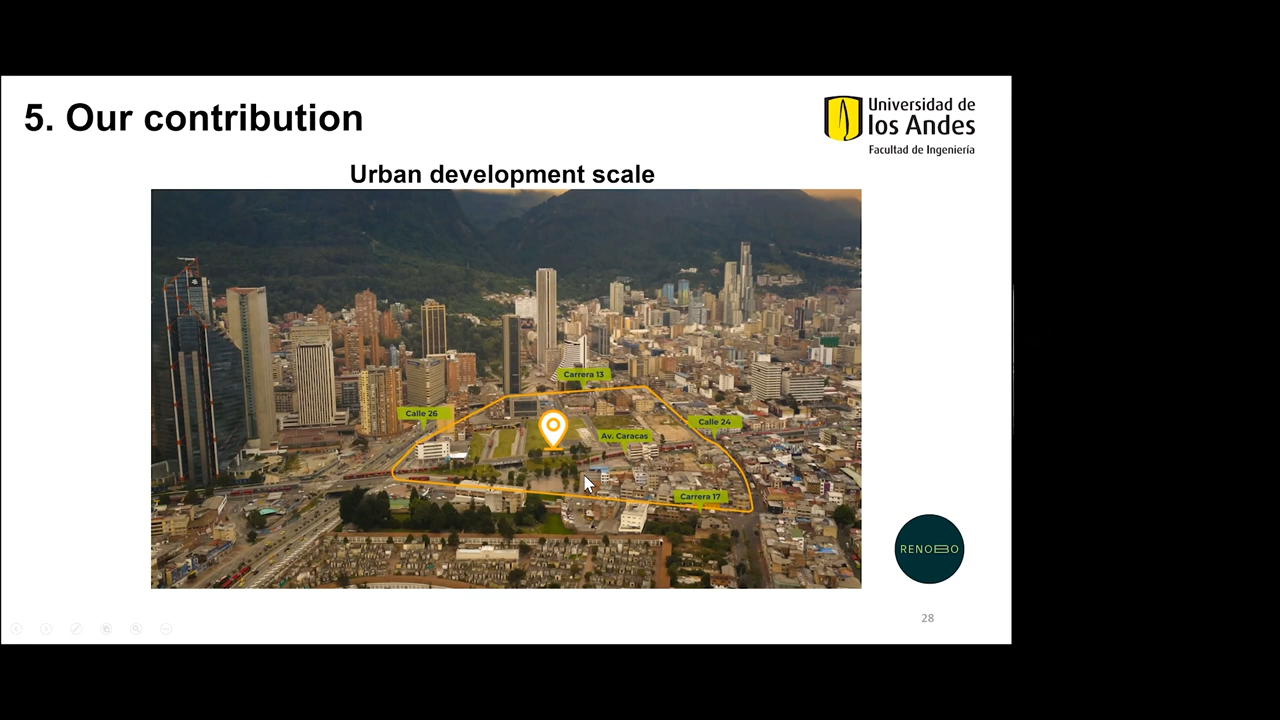 5. Our contribution
Universidad de
los Andes
Facultad de Ingeniería
Urban development scale
Carrera 13
Calle 26
Calle 24
Av. Caracas
Carrera 17
RENOBO
28